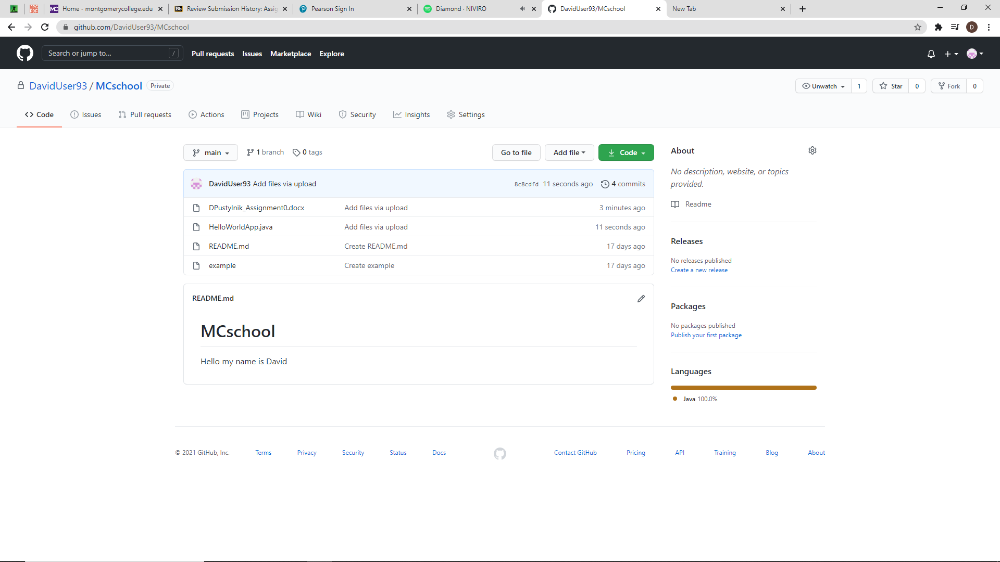 JPG PDF
MC Home - montgomerycollege.edu
Bb Review Submission History: Assig
Pearson Sign In
Diamond · NIVIRO
DavidUser93/MCschool
New Tab
github.com/DavidUser93/MCschool
D
Search or jump to... /
Pull requests Issues Marketplace Explore
DavidUser93 / MCschool Private
Unwatch 1 Star 0 Fork 0
Code Issues Pull requests Actions Projects Wiki Security Insights Settings
main 1 branch 0 tags
Go to file Add file Code
DavidUser93 Add files via upload 8c8cdfd 11 seconds ago 4 commits
DPustylnik_Assignment0.docx Add files via upload 3 minutes ago
HelloWorldApp.java Add files via upload 11 seconds ago
README.md Create README.md 17 days ago
example Create example 17 days ago
README.md
MCschool
Hello my name is David
About
No description, website, or topics
provided.
Readme
Releases
No releases published
Create a new release
Packages
No packages published
Publish your first package
Languages
Java 100.0%
© 2021 GitHub, Inc. Terms Privacy Security Status Docs Contact GitHub Pricing API Training Blog About